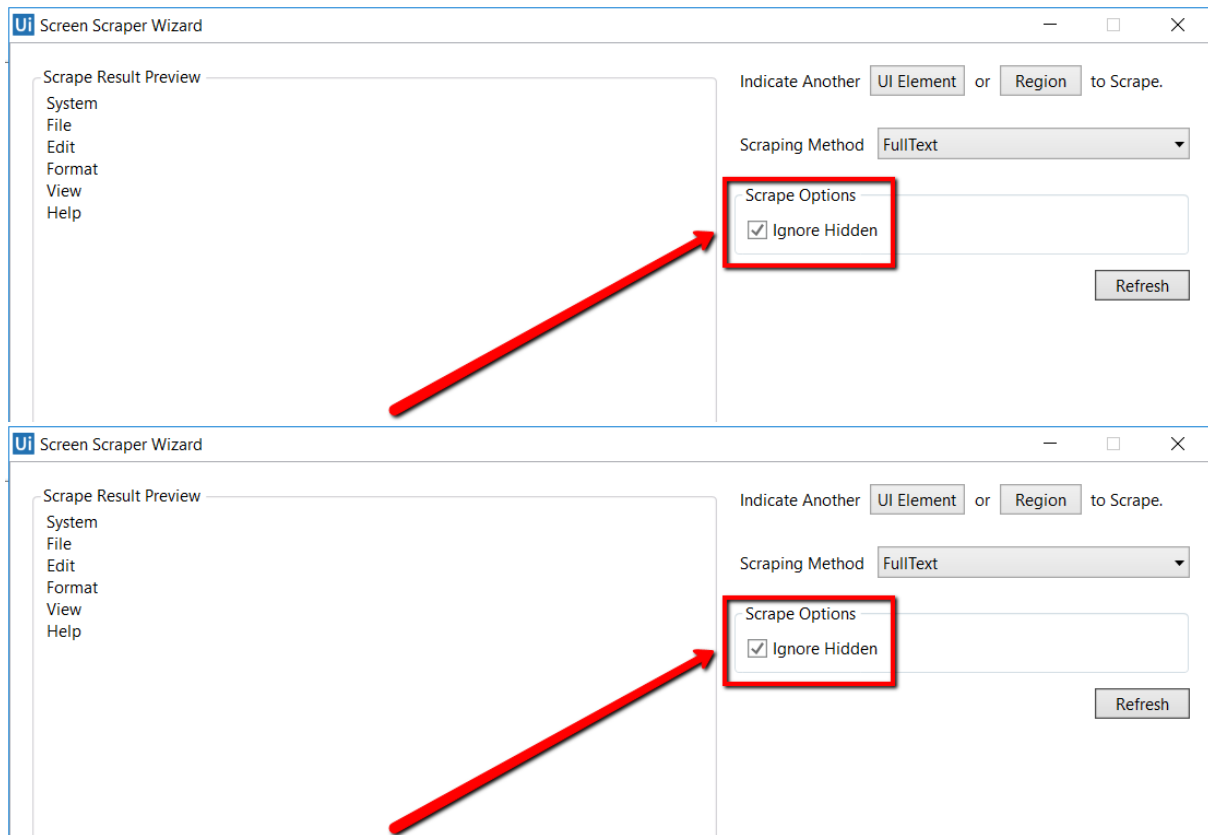 Ui Screen Scraper Wizard
Scrape Result Preview
System
File
Edit
Format
View
Help
Indicate Another UI Element or Region to Scrape.
Scraping Method FullText
Scrape Options
Ignore Hidden
Refresh
Ui Screen Scraper Wizard
Scrape Result Preview
System
File
Edit
Format
View
Help
Indicate Another UI Element or Region to Scrape.
Scraping Method FullText
Scrape Options
Ignore Hidden
Refresh